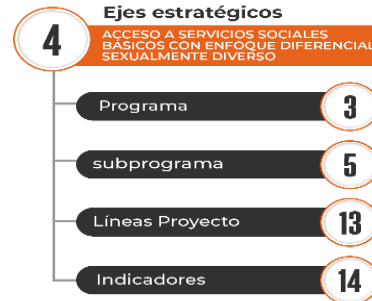 Ejes estratégicos
4
ACCESO A SERVICIOS SOCIALES
BÁSICOS CON ENFOQUE DIFERENCIAL
SEXUALMENTE DIVERSO
Programa
3
subprograma
5
Líneas Proyecto
13
Indicadores
14